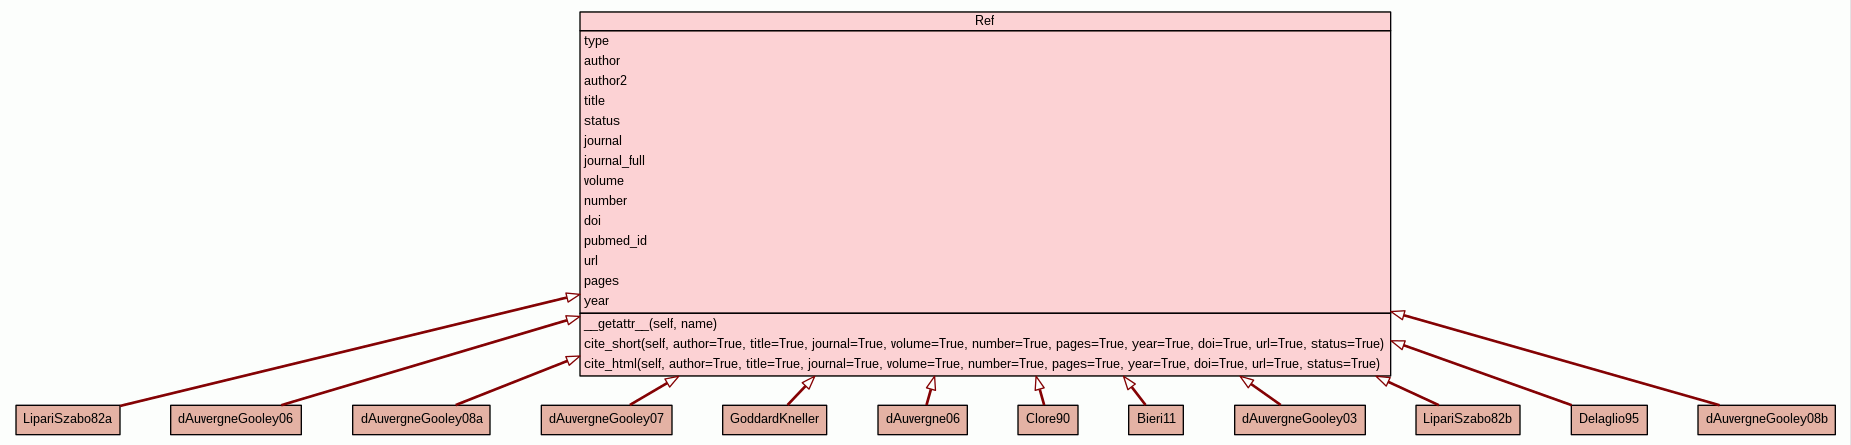 Ref
type
author
author2
title
status
journal
journal_full
volume
number
doi
pubmed_id
url
pages
year
__getattr__(self, name)
cite_short(self, author=True, title=True, journal=True, volume=True, number=True, pages=True, year=True, doi=True, url=True, status=True)
cite_html(self, author=True, title=True, journal=True, volume=True, number=True, pages=True, year=True, doi=True, url=True, status=True)
LipariSzabo82a
dAuvergneGooley06
dAuvergneGooley08a
dAuvergneGooley07
GoddardKneller
dAuvergne06
Clore90
Bieri11
dAuvergneGooley03
LipariSzabo82b
Delaglio95
dAuvergneGooley08b